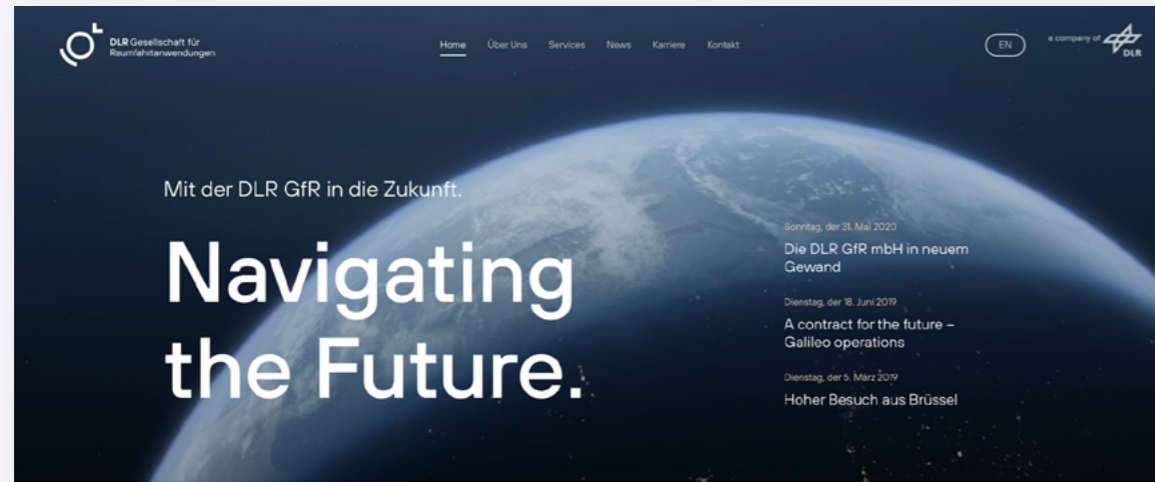 DLR Gesellschaft für
Raumfahrtanwendungen
Home Über Uns Services News Karriere Kontakt
EN
a company of
DLR
Mit der DLR GfR in die Zukunft.
Navigating
the Future.
Sonntag, der 31. Mai 2020
Die DLR GfR mbH in neuem
Gewand
Dienstag, der 18. Juni 2019
A contract for the future –
Galileo operations
Dienstag, der 5. März 2019
Hoher Besuch aus Brüssel